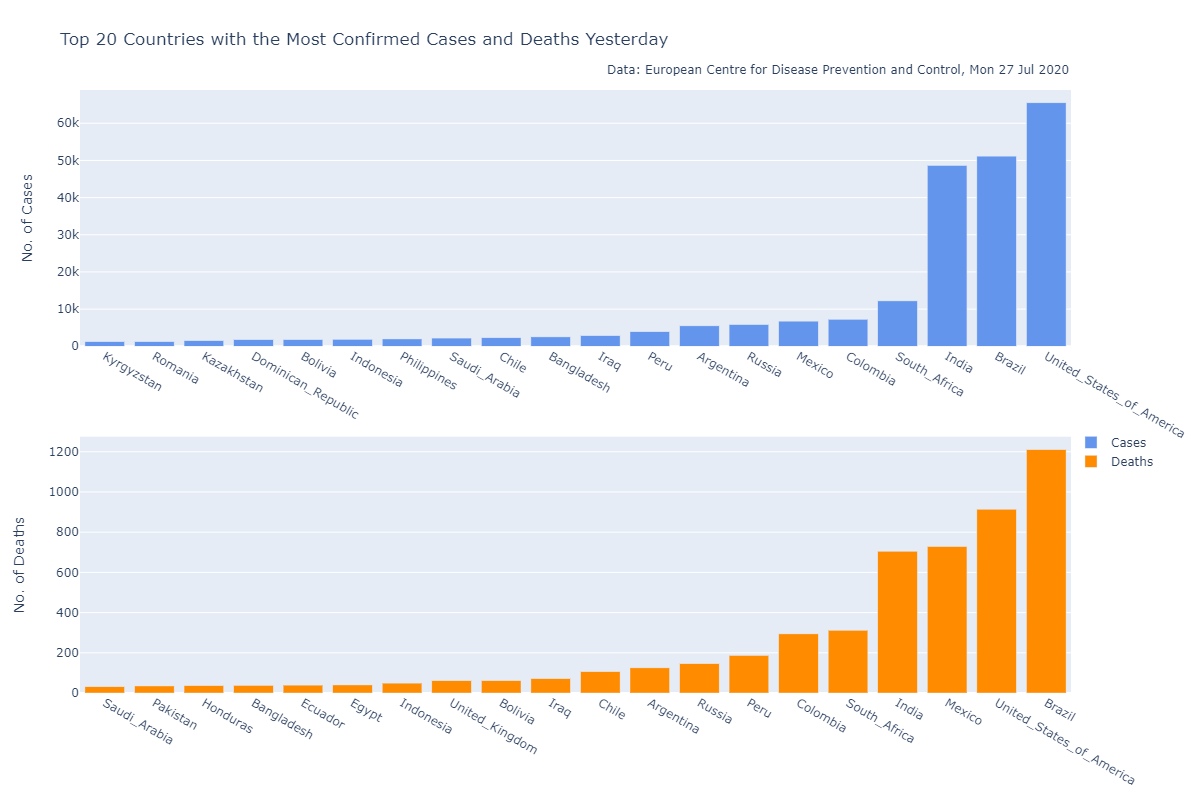 Top 20 Countries with the Most Confirmed Cases and Deaths Yesterday
Data: European Centre for Disease Prevention and Control, Mon 27 Jul 2020
No. of Cases
60k
50k
40k
30k
20k
10k
0
Kyrgyzstan
Romania
Kazakhstan
Dominican_Republic
Bolivia
Indonesia
Philippines
Saudi_Arabia
Chile
Bangladesh
Iraq
Peru
Argentina
Russia
Mexico
Colombia
South_Africa
India
Brazil
United_States_of_America
Cases
Deaths
No. of Deaths
1200
1000
800
600
400
200
0
Saudi_Arabia
Pakistan
Honduras
Bangladesh
Ecuador
Egypt
Indonesia
United_Kingdom
Bolivia
Iraq
Chile
Argentina
Russia
Peru
Colombia
South_Africa
India
Mexico
United_States_of_America
Brazil